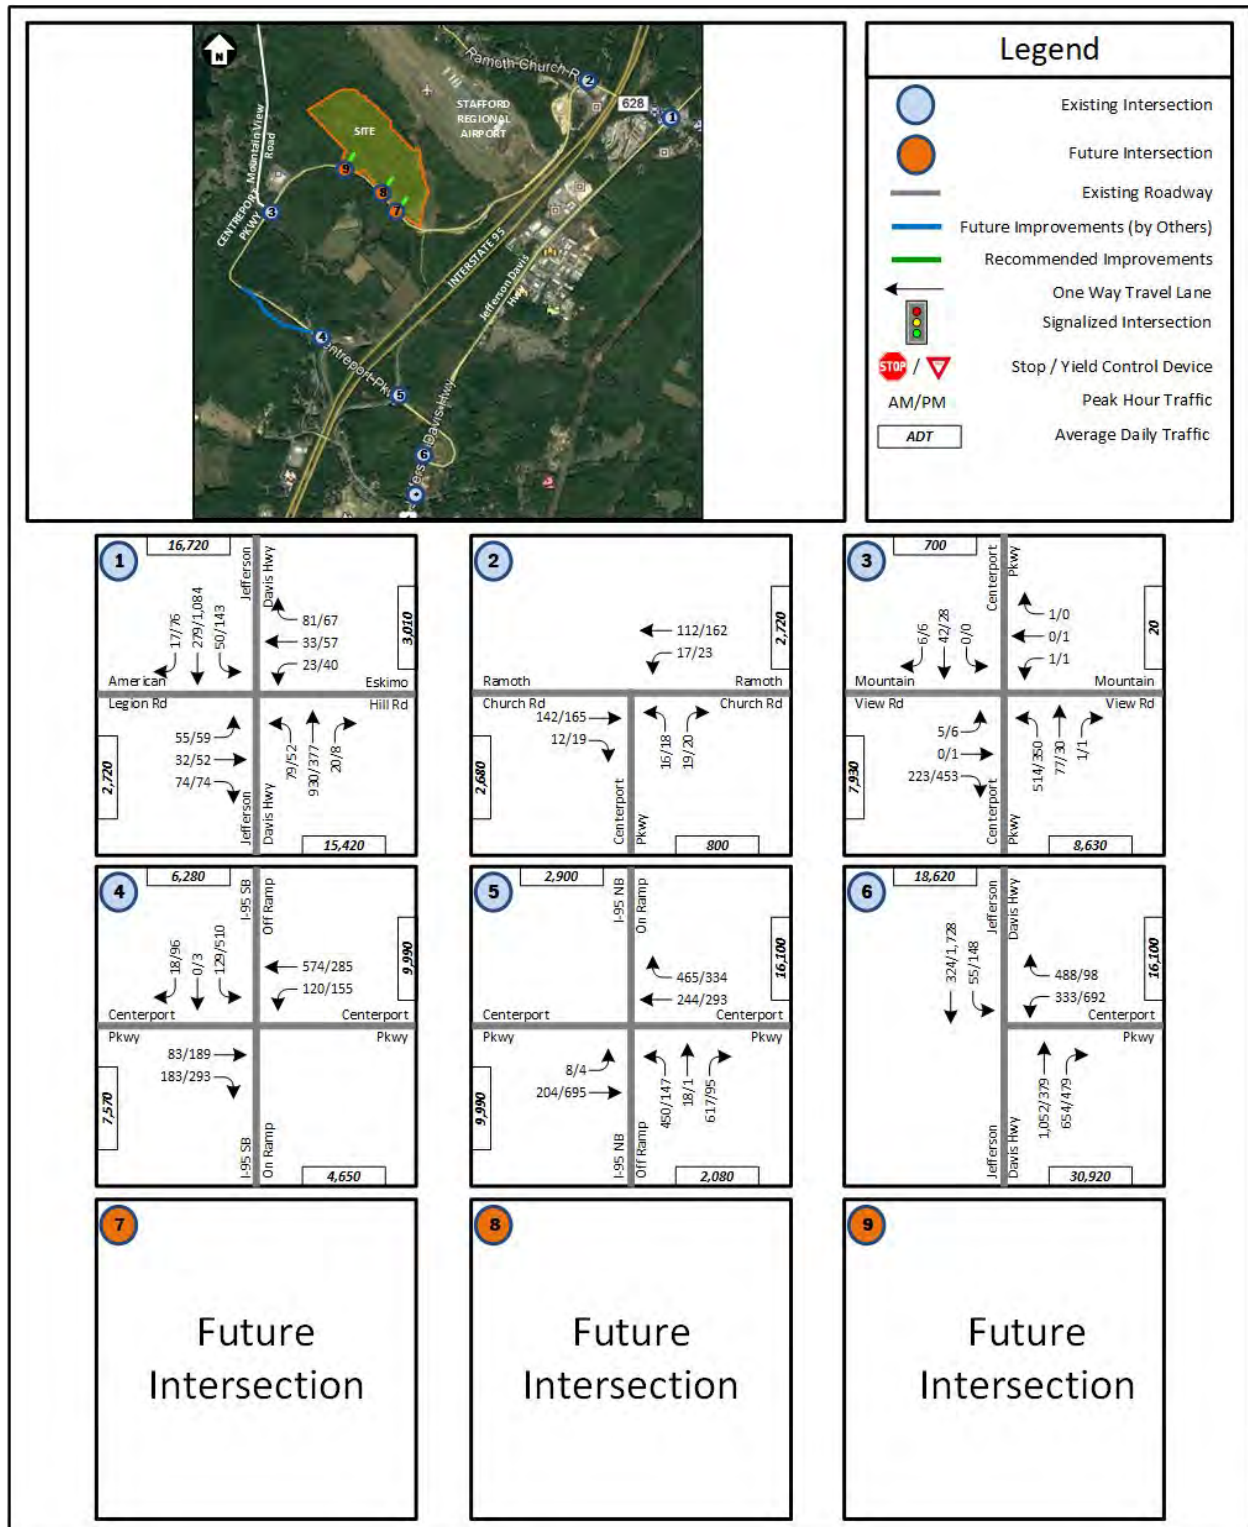 N
Ramoth Church R
2
628
1
STAFFORD
REGIONAL
AIRPORT
SITE
Mountain View
Road
CENTREPORT
PKWY
9
8
7
3
INTERSTATE 95
Jefferson Davis
Hwy
4
entreport Pkw
5
Davis Hwy
6
Legend
Existing Intersection
Future Intersection
Existing Roadway
Future Improvements (by Others)
Recommended Improvements
One Way Travel Lane
Signalized Intersection
STOP / Stop / Yield Control Device
AM/PM Peak Hour Traffic
ADT Average Daily Traffic
1
16,720
Jefferson
Davis Hwy
17/76
279/1,084
50/143
81/67
33/57
23/40
3,010
American
Legion Rd
Eskimo
Hill Rd
55/59
32/52
74/74
2,720
79/52
930/377
20/8
Jefferson
Davis Hwy
15,420
2
112/162
17/23
2,720
Ramoth
Church Rd
Ramoth
Church Rd
142/165
12/19
2,680
16/18
19/20
Centerport
Pkwy
800
3
700
Centerport
Pkwy
6/6
42/28
0/0
1/0
0/1
1/1
20
Mountain
View Rd
Mountain
View Rd
5/6
0/1
223/453
7,930
514/350
77/30
1/1
Centerport
Pkwy
8,630
4
6,280
I-95 SB
Off Ramp
18/96
0/3
129/510
574/285
120/155
9,990
Centerport
Pkwy
Centerport
Pkwy
83/189
183/293
7,570
I-95 SB
On Ramp
4,650
5
2,900
I-95 NB
On Ramp
465/334
244/293
16,100
Centerport
Pkwy
Centerport
Pkwy
8/4
204/695
9,990
450/147
18/1
617/95
I-95 NB
Off Ramp
2,080
6
18,620
Jefferson
Davis Hwy
324/1,728
55/148
488/98
333/692
16,100
Centerport
Pkwy
1,052/379
654/479
Jefferson
Davis Hwy
30,920
7
Future
Intersection
8
Future
Intersection
9
Future
Intersection